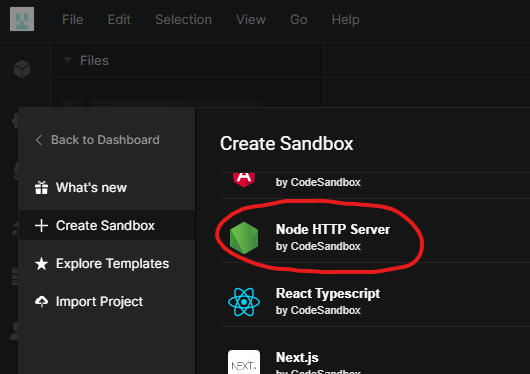 File Edit Selection View Go Help
Files
Back to Dashboard
What's new
Create Sandbox
Explore Templates
Import Project
Create Sandbox
A
by CodeSandbox
Node HTTP Server
by CodeSandbox
React Typescript
by CodeSandbox
NEXT.js
Next.js
by CodeSandbox